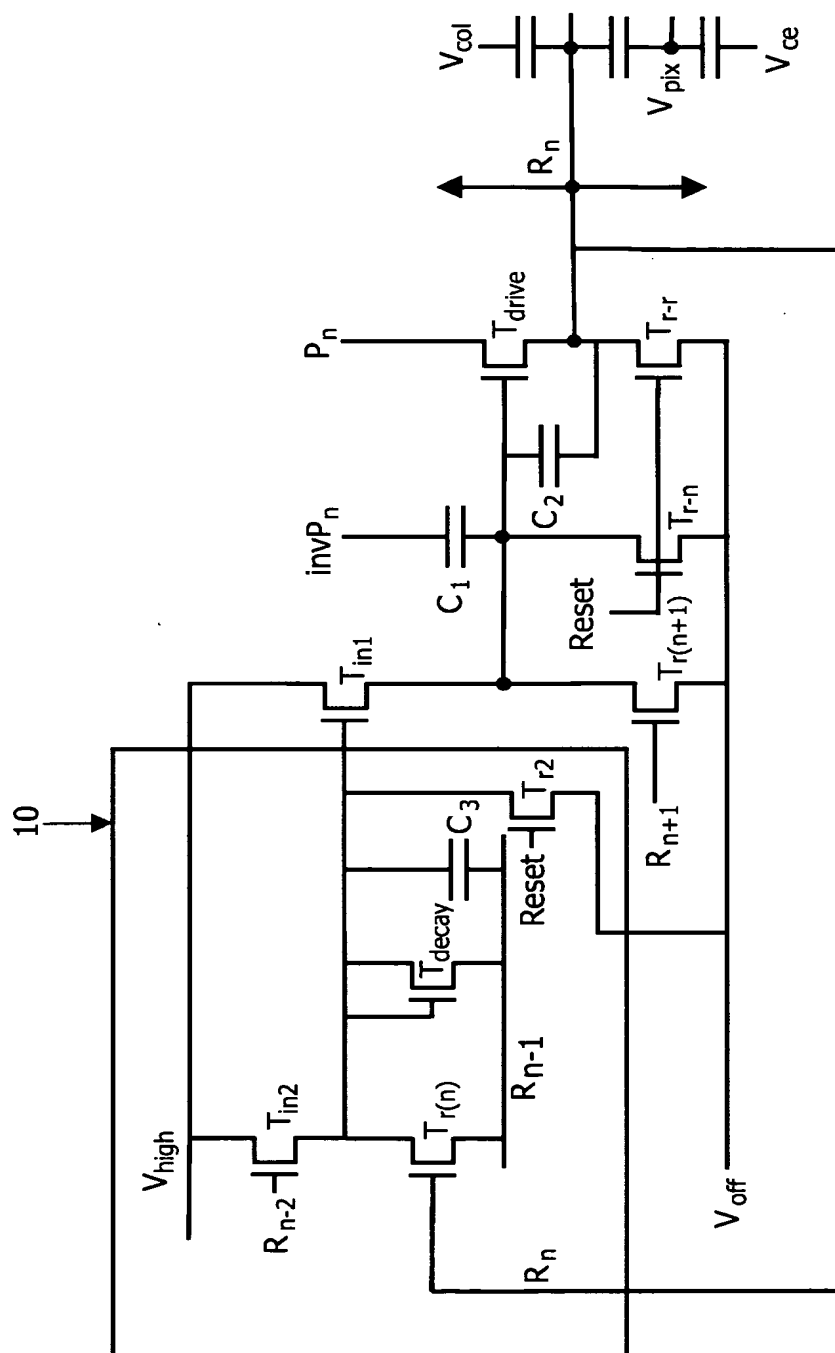 10
V_high
R_n-2
T_in2
T_r(n)
R_n
R_n-1
T_decay
C_3
Reset
T_r2
T_in1
invP_n
C_1
C_2
P_n
T_drive
R_n+1
T_r(n+1)
Reset
T_r-n
T_r-r
V_off
R_n
V_col
V_pix
V_ce